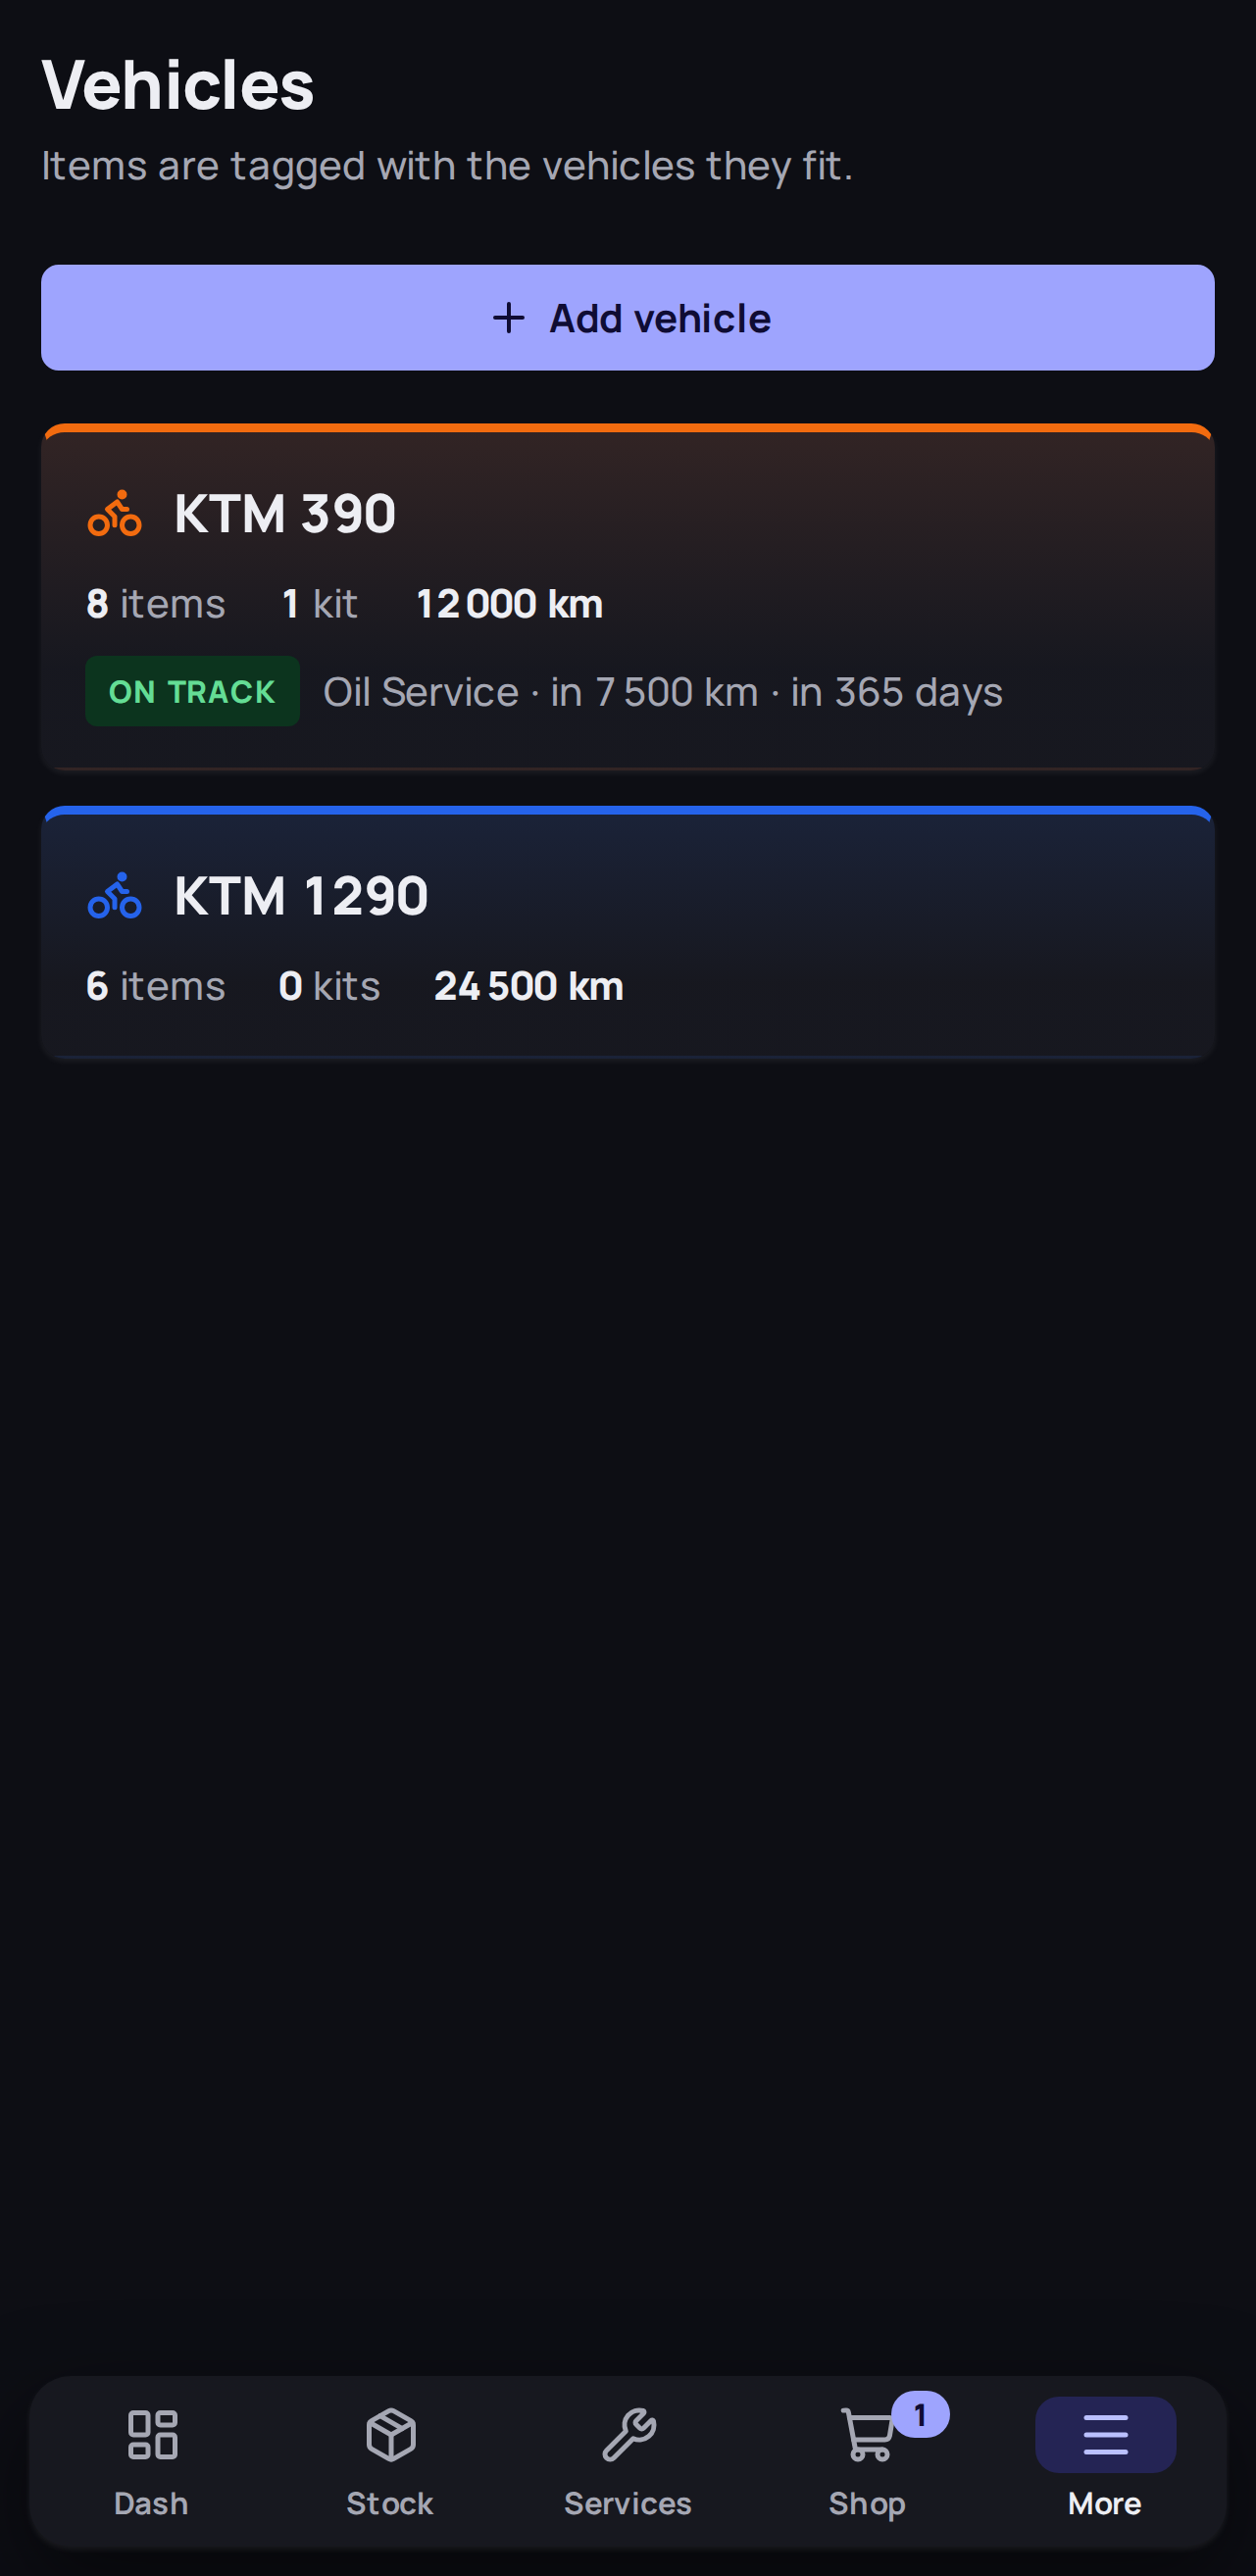 Vehicles
Items are tagged with the vehicles they fit.
Add vehicle
KTM 390
8 items 1 kit 12 000 km
ON TRACK Oil Service · in 7 500 km · in 365 days
KTM 1290
6 items 0 kits 24 500 km
1
Dash Stock Services Shop More